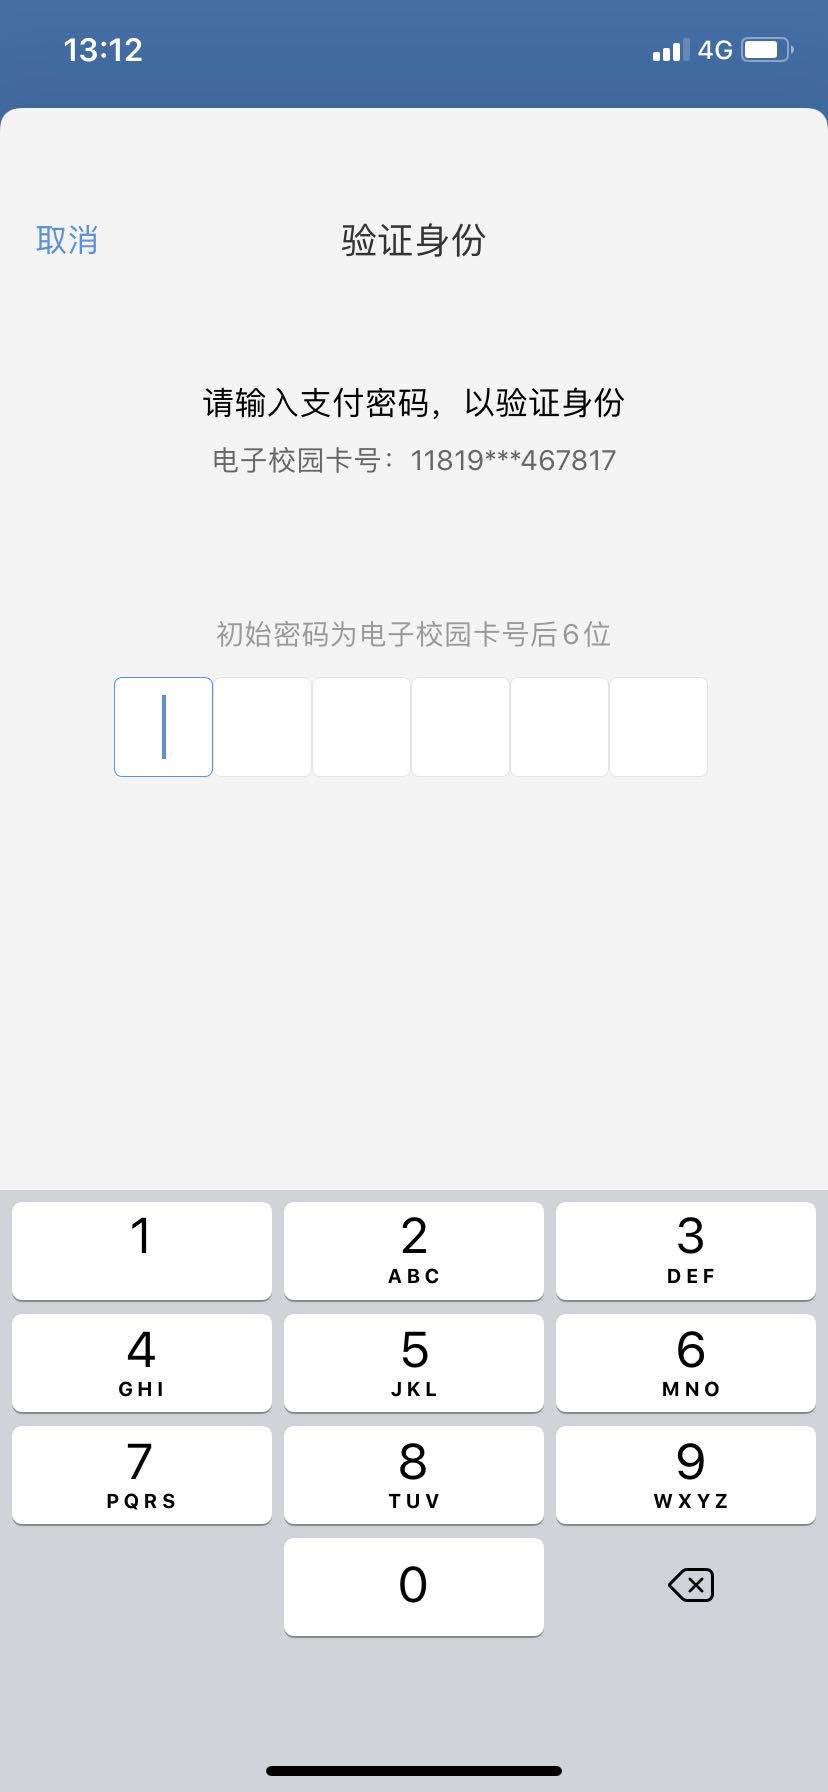 13:12 4G
取消 验证身份
请输入支付密码，以验证身份
电子校园卡号：11819***467817
初始密码为电子校园卡号后6位
1 2 3
ABC DEF
4 5 6
GHI JKL MNO
7 8 9
PQRS TUV WXYZ
0